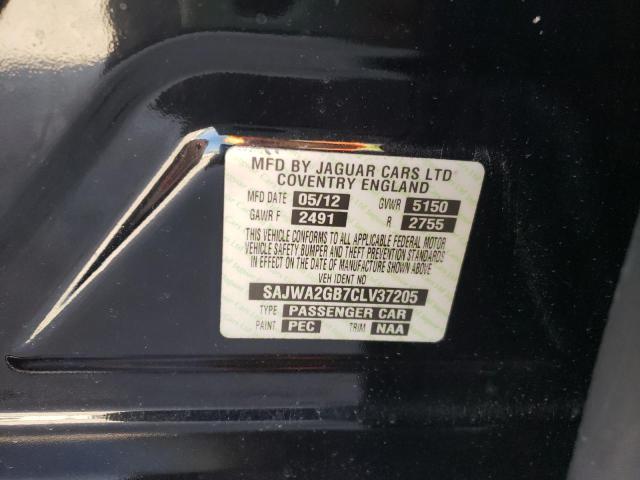 MFD BY JAGUAR CARS LTD
COVENTRY ENGLAND
MFD DATE 05/12 GVWR 5150
GAWR F 2491 R 2755
THIS VEHICLE CONFORMS TO ALL APPLICABLE FEDERAL MOTOR
VEHICLE SAFETY BUMPER AND THEFT PREVENTION STANDARDS
IN EFFECT ON THE DATE OF MANUFACTURE SHOWN ABOVE
VEH IDENT No
SAJWA2GB7CLV37205
TYPE PASSENGER CAR
PAINT PEC TRIM NAA